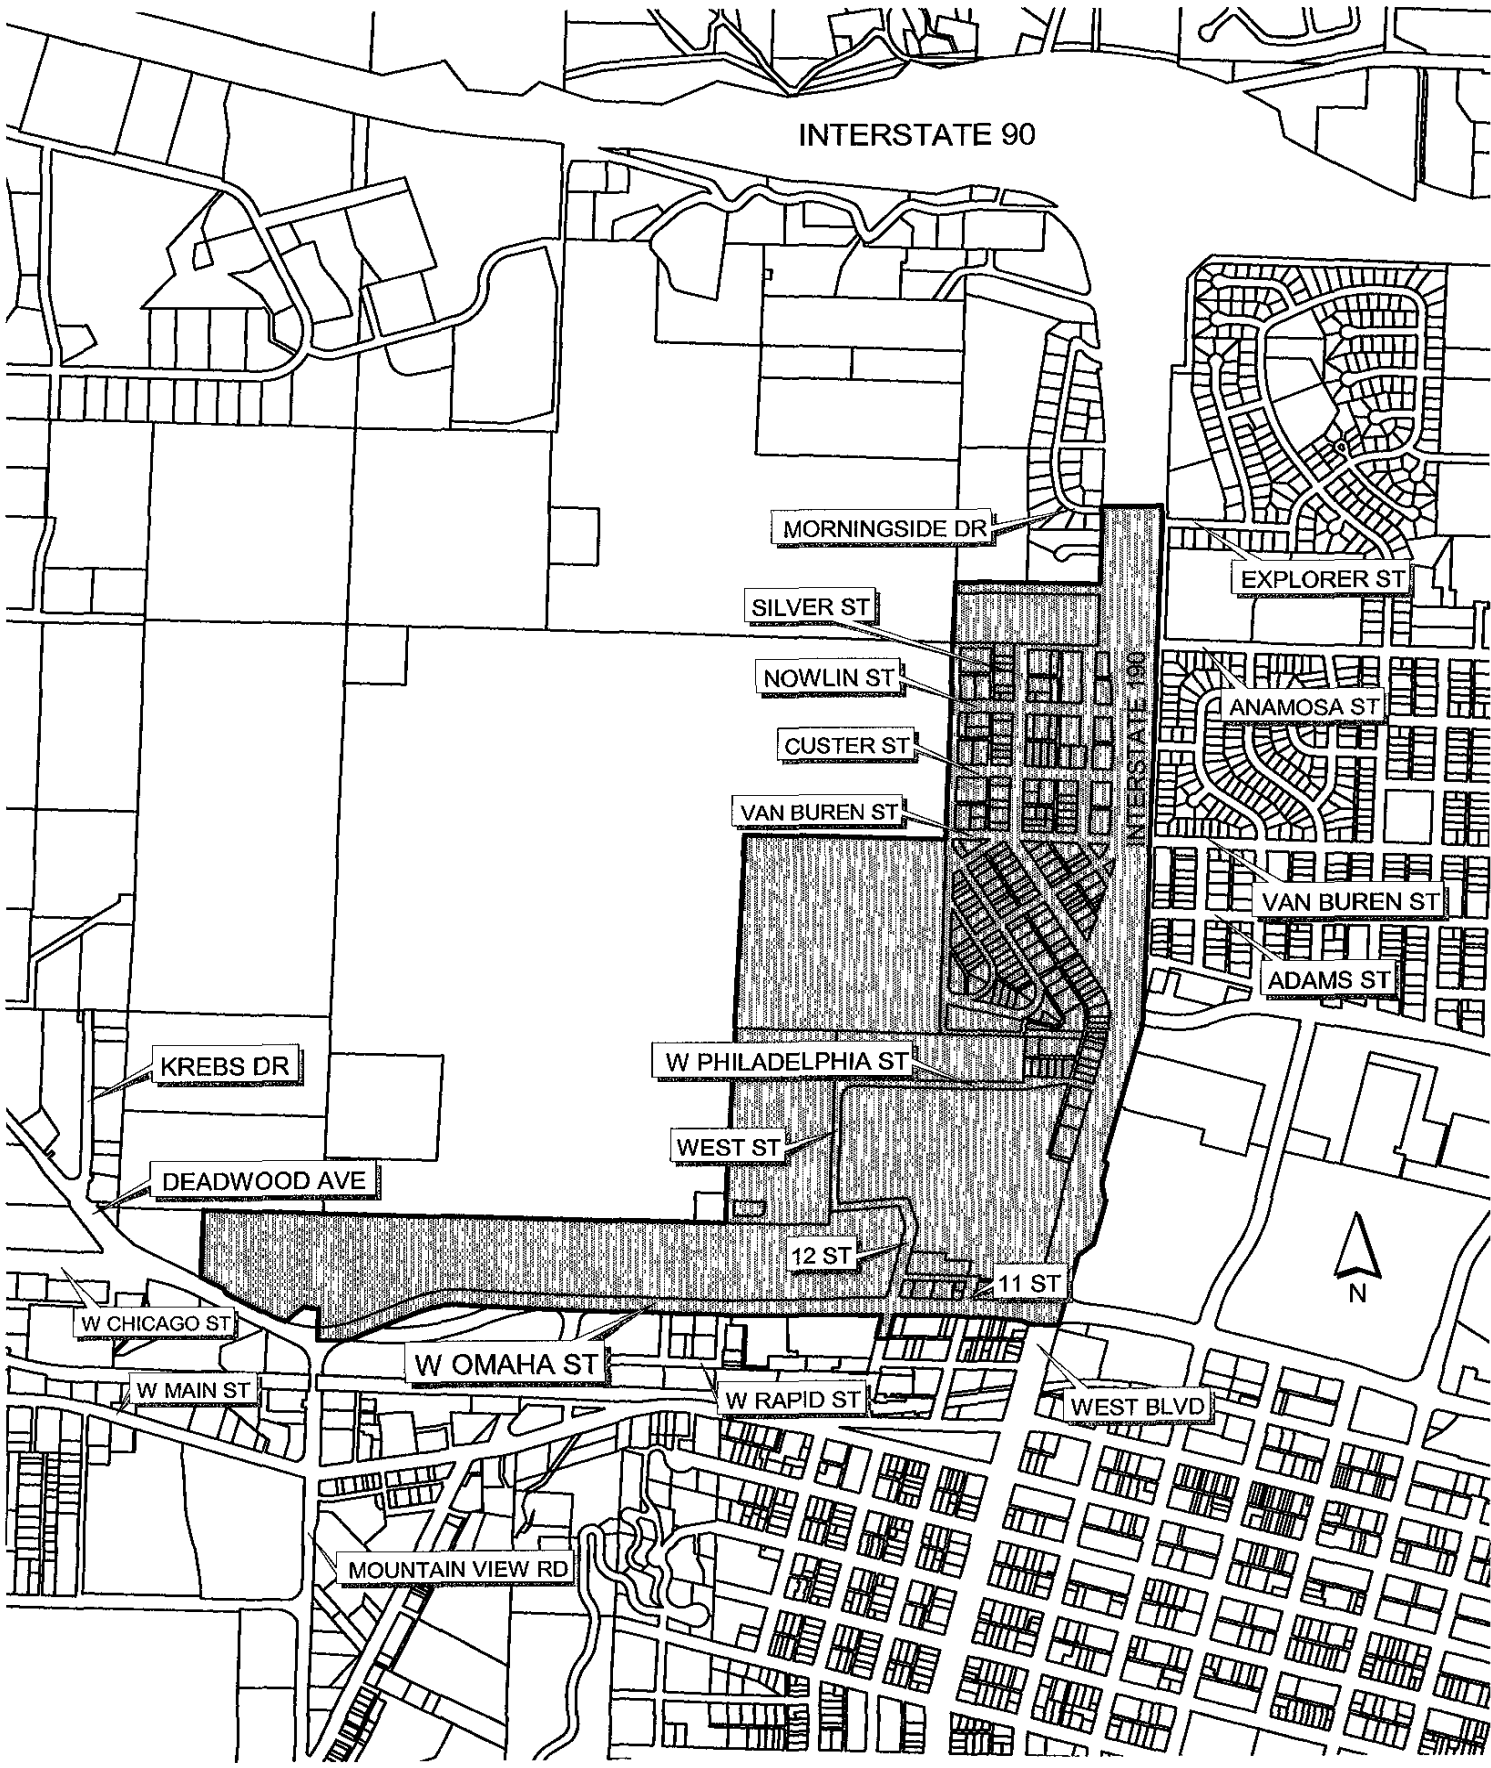 INTERSTATE 90
MORNINGSIDE DR
EXPLORER ST
SILVER ST
NOWLIN ST
INTERSTATE 190
ANAMOSA ST
CUSTER ST
VAN BUREN ST
VAN BUREN ST
ADAMS ST
W PHILADELPHIA ST
KREBS DR
WEST ST
DEADWOOD AVE
12 ST
11 ST
N
W CHICAGO ST
W OMAHA ST
W MAIN ST
W RAPID ST
WEST BLVD
MOUNTAIN VIEW RD